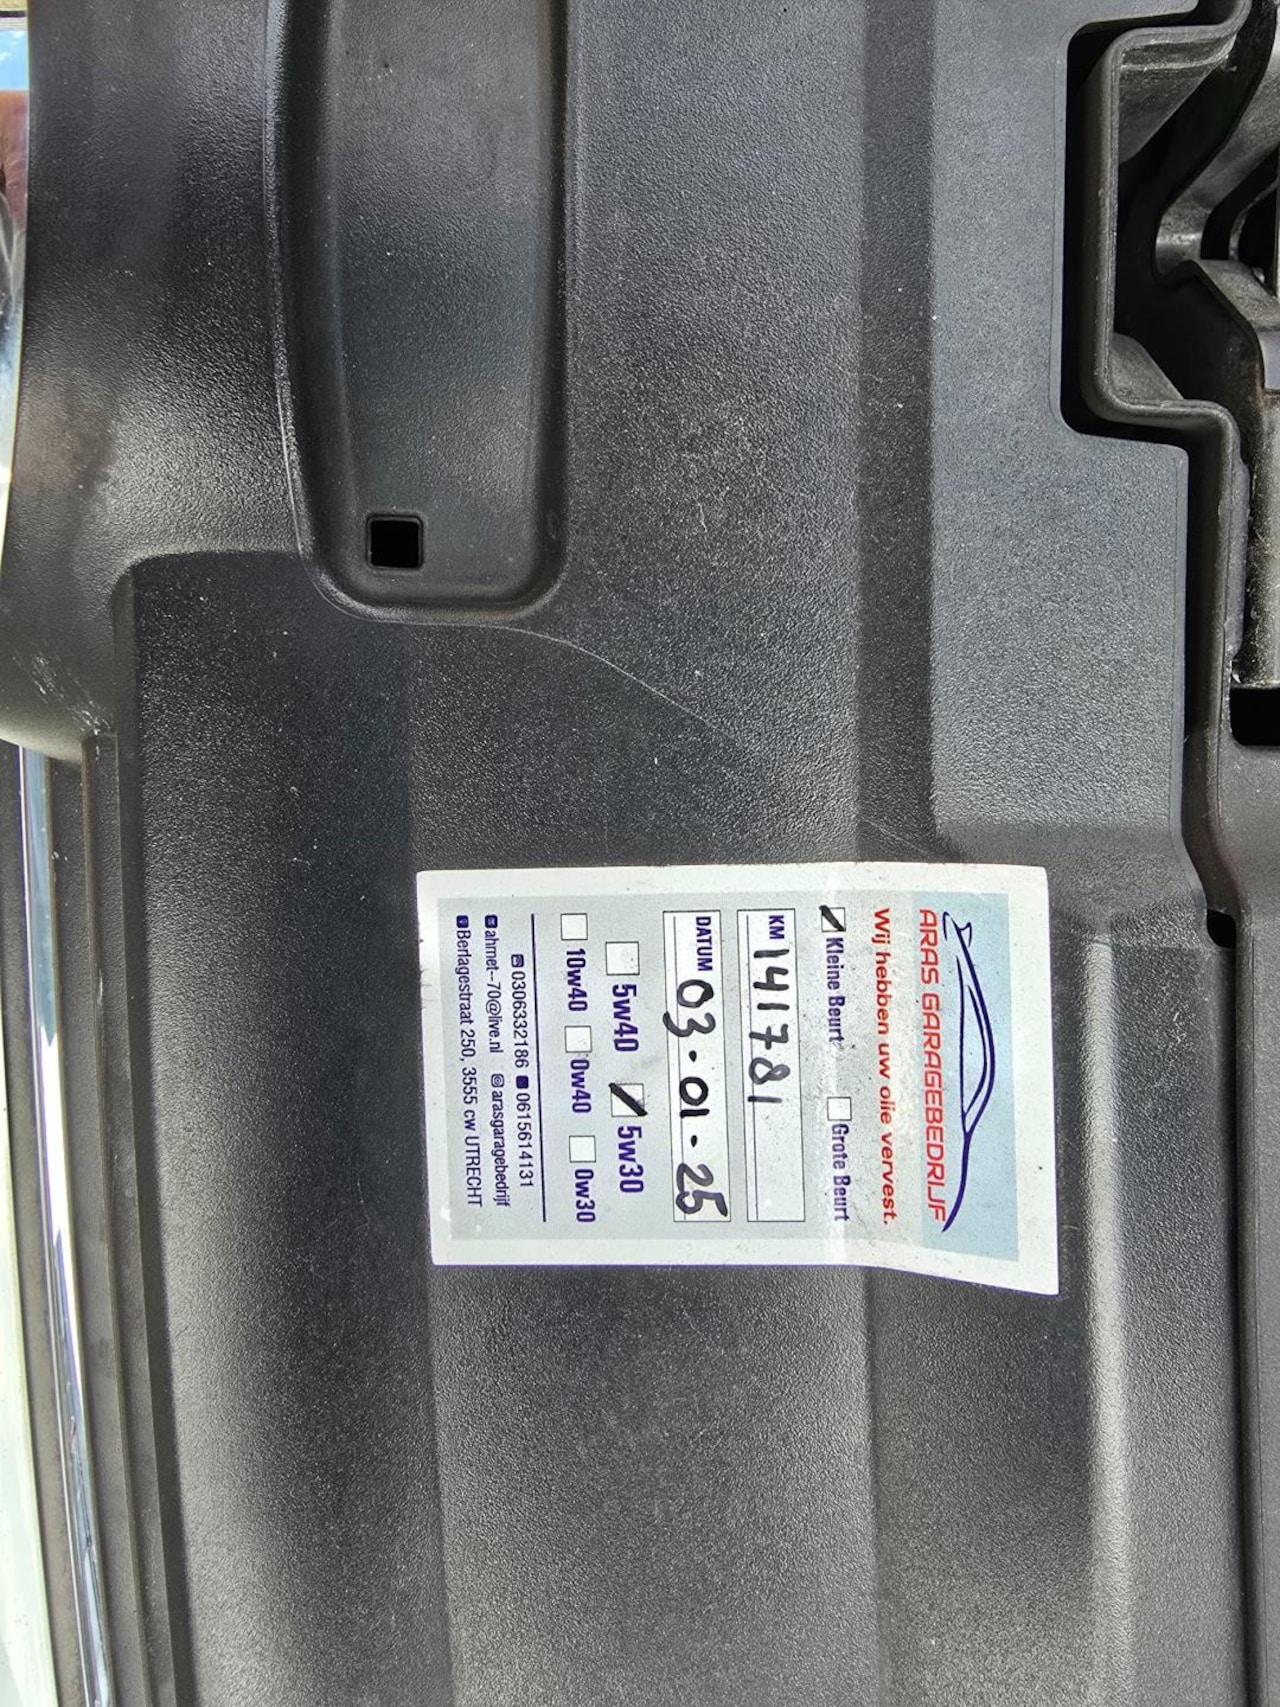 ARAS GARAGEBEDRIJF
Wij hebben uw olie ververst.
Kleine Beurt Grote Beurt
KM 141781
DATUM 03.01.25
5w40 5w30
10w40 0w40 0w30
0306332186 0615614131
ahmet--70@live.nl arasgaragebedrijf
Berlagestraat 250, 3555 cw UTRECHT